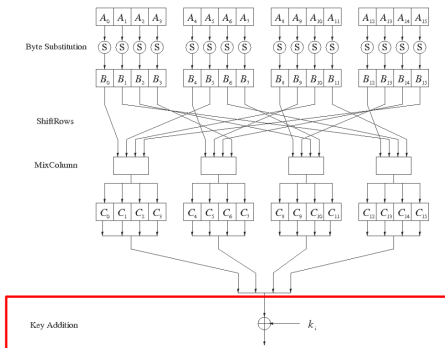 A₀ A₁ A₂ A₃ A₄ A₅ A₆ A₇ A₈ A₉ A₁₀ A₁₁ A₁₂ A₁₃ A₁₄ A₁₅
Byte Substitution S S S S S S S S S S S S S S S S
B₀ B₁ B₂ B₃ B₄ B₅ B₆ B₇ B₈ B₉ B₁₀ B₁₁ B₁₂ B₁₃ B₁₄ B₁₅
ShiftRows
MixColumn
C₀ C₁ C₂ C₃ C₄ C₅ C₆ C₇ C₈ C₉ C₁₀ C₁₁ C₁₂ C₁₃ C₁₄ C₁₅
Key Addition kᵢ